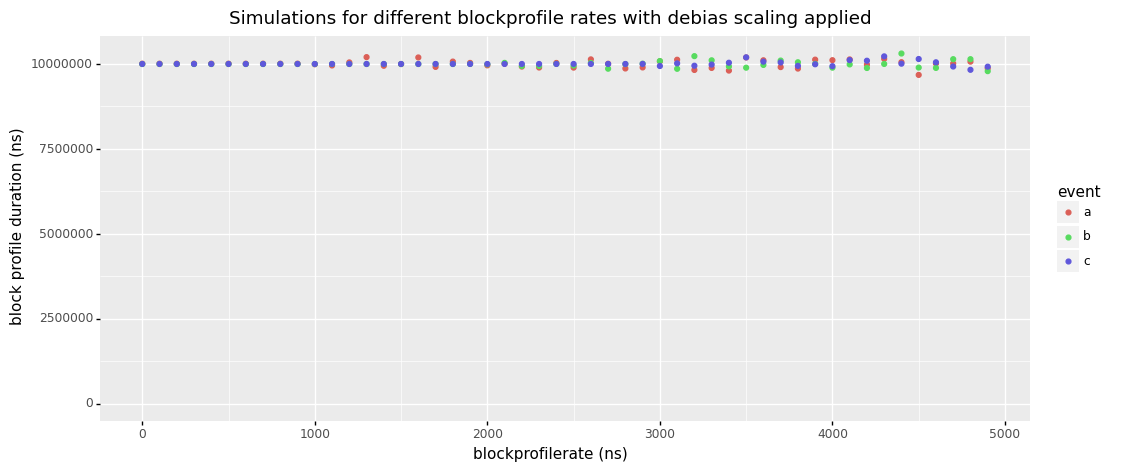 Simulations for different blockprofile rates with debias scaling applied
block profile duration (ns)
10000000
7500000
5000000
2500000
0
0 1000 2000 3000 4000 5000
blockprofilerate (ns)
event
a
b
c